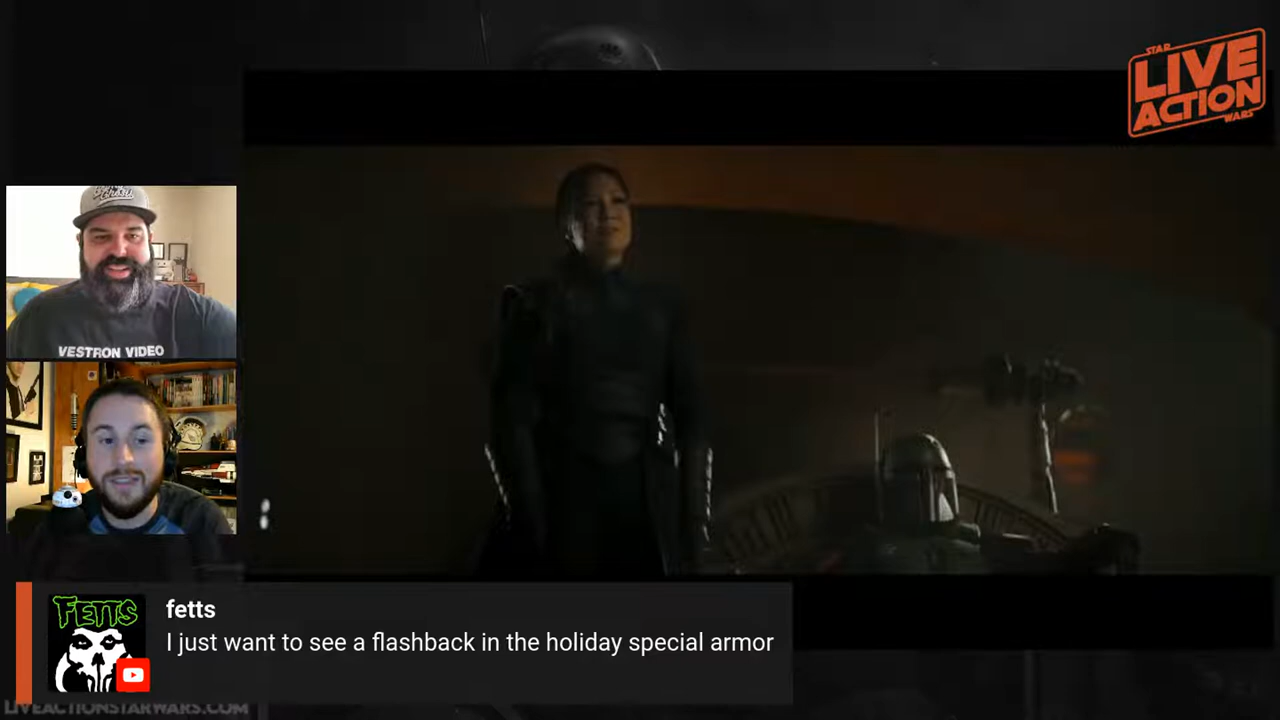 STAR
LIVE
ACTION
WARS
VESTRON VIDEO
FETTS
fetts
I just want to see a flashback in the holiday special armor
LIVEACTIONSTARWARS.COM